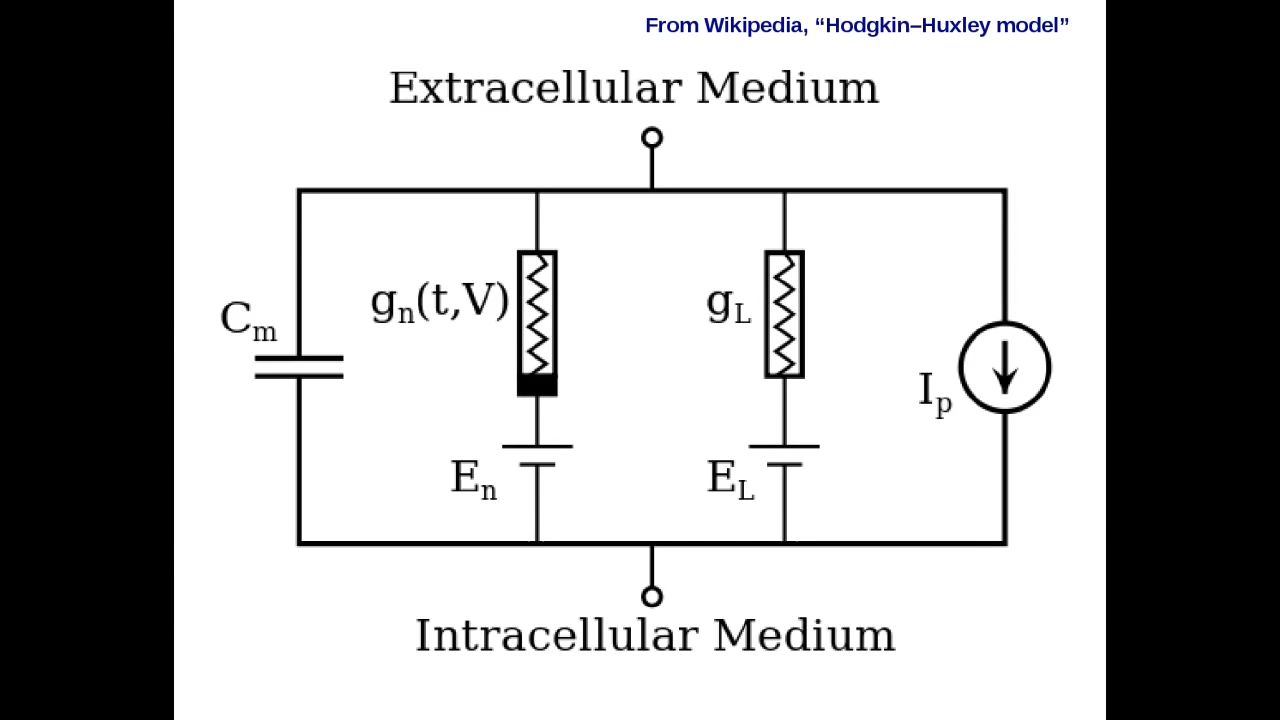 From Wikipedia, “Hodgkin–Huxley model”
Extracellular Medium
Cm
gn(t,V)
gL
Ip
En
EL
Intracellular Medium